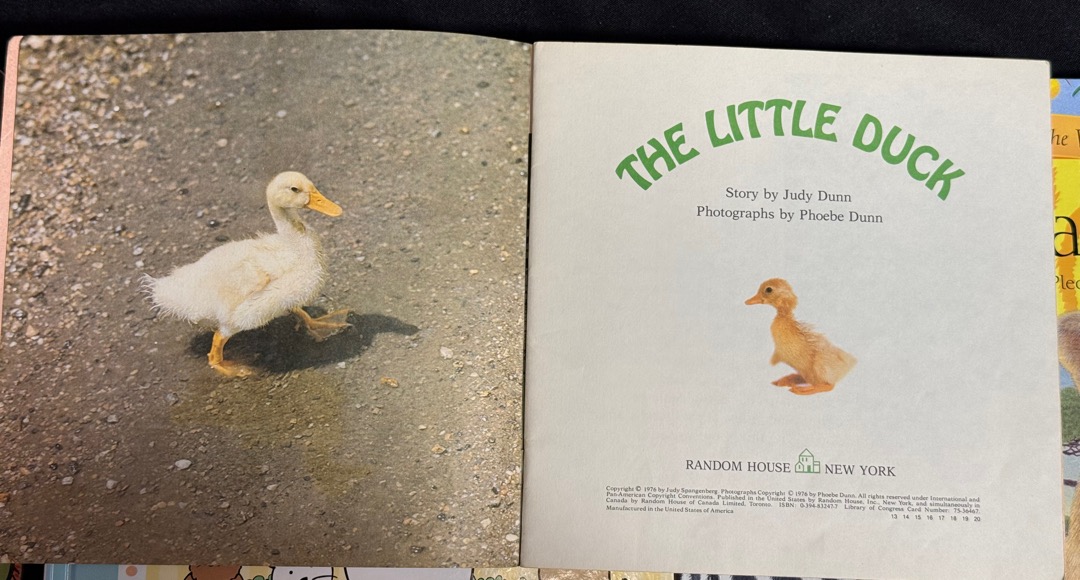 THE LITTLE DUCK
Story by Judy Dunn
Photographs by Phoebe Dunn
RANDOM HOUSE NEW YORK
Copyright © 1976 by Judy Spangenberg. Photographs Copyright © 1976 by Phoebe Dunn. All rights reserved under International and
Pan-American Copyright Conventions. Published in the United States by Random House, Inc., New York, and simultaneously in
Canada by Random House of Canada Limited, Toronto. ISBN: 0-394-83247-7 Library of Congress Card Number: 75-36467.
Manufactured in the United States of America
13 14 15 16 17 18 19 20
he